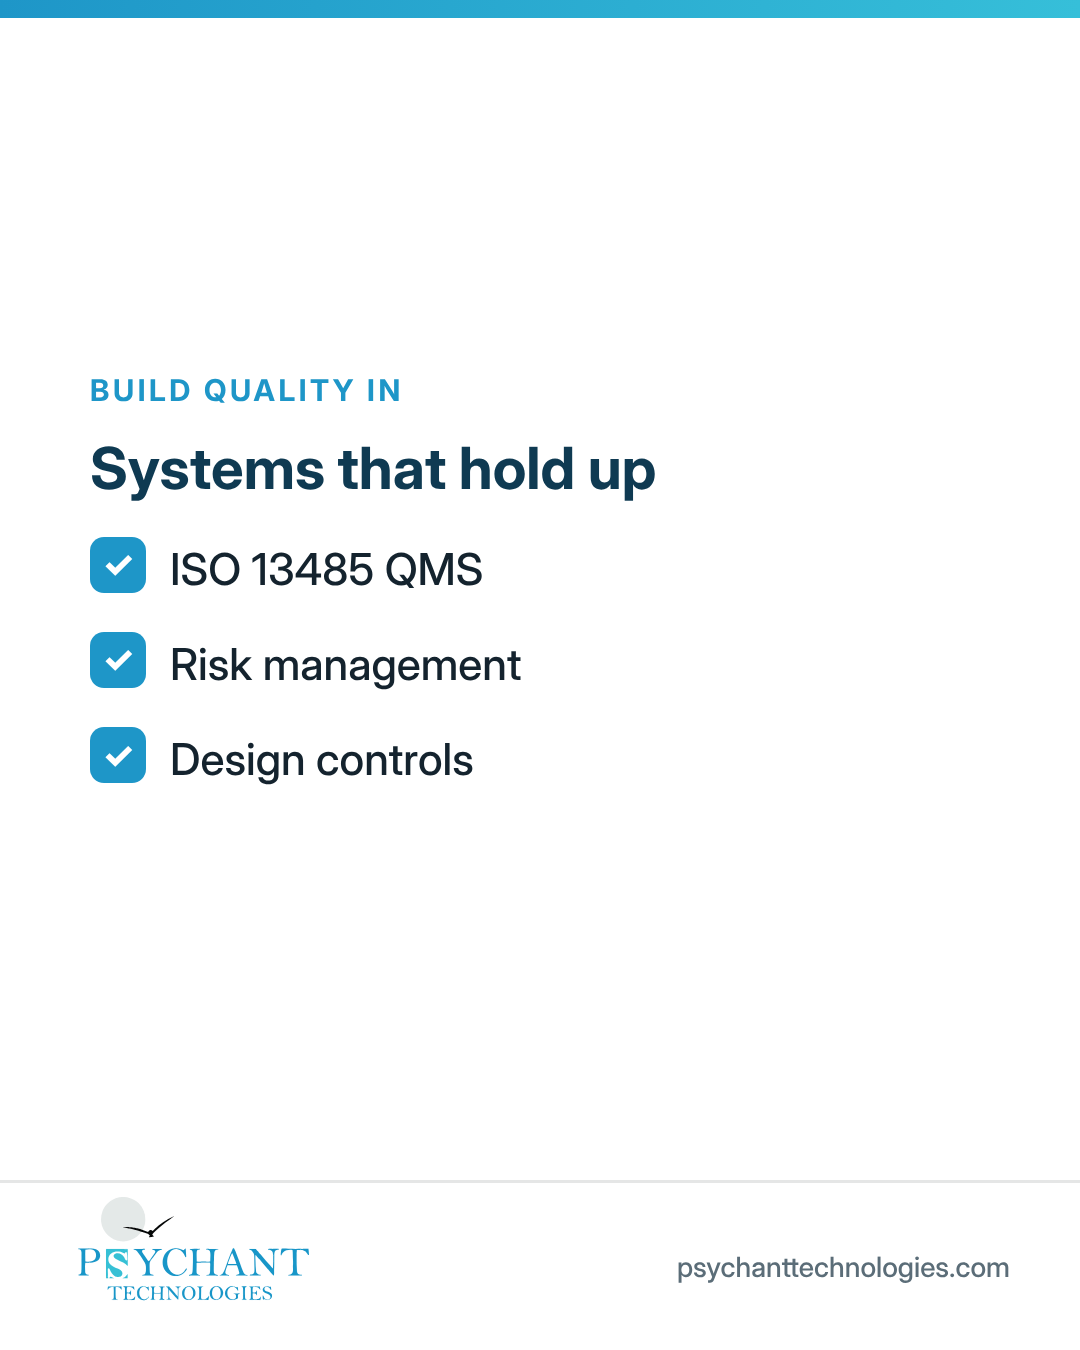 BUILD QUALITY IN
Systems that hold up
ISO 13485 QMS
Risk management
Design controls
PSYCHANT
TECHNOLOGIES
psychanttechnologies.com